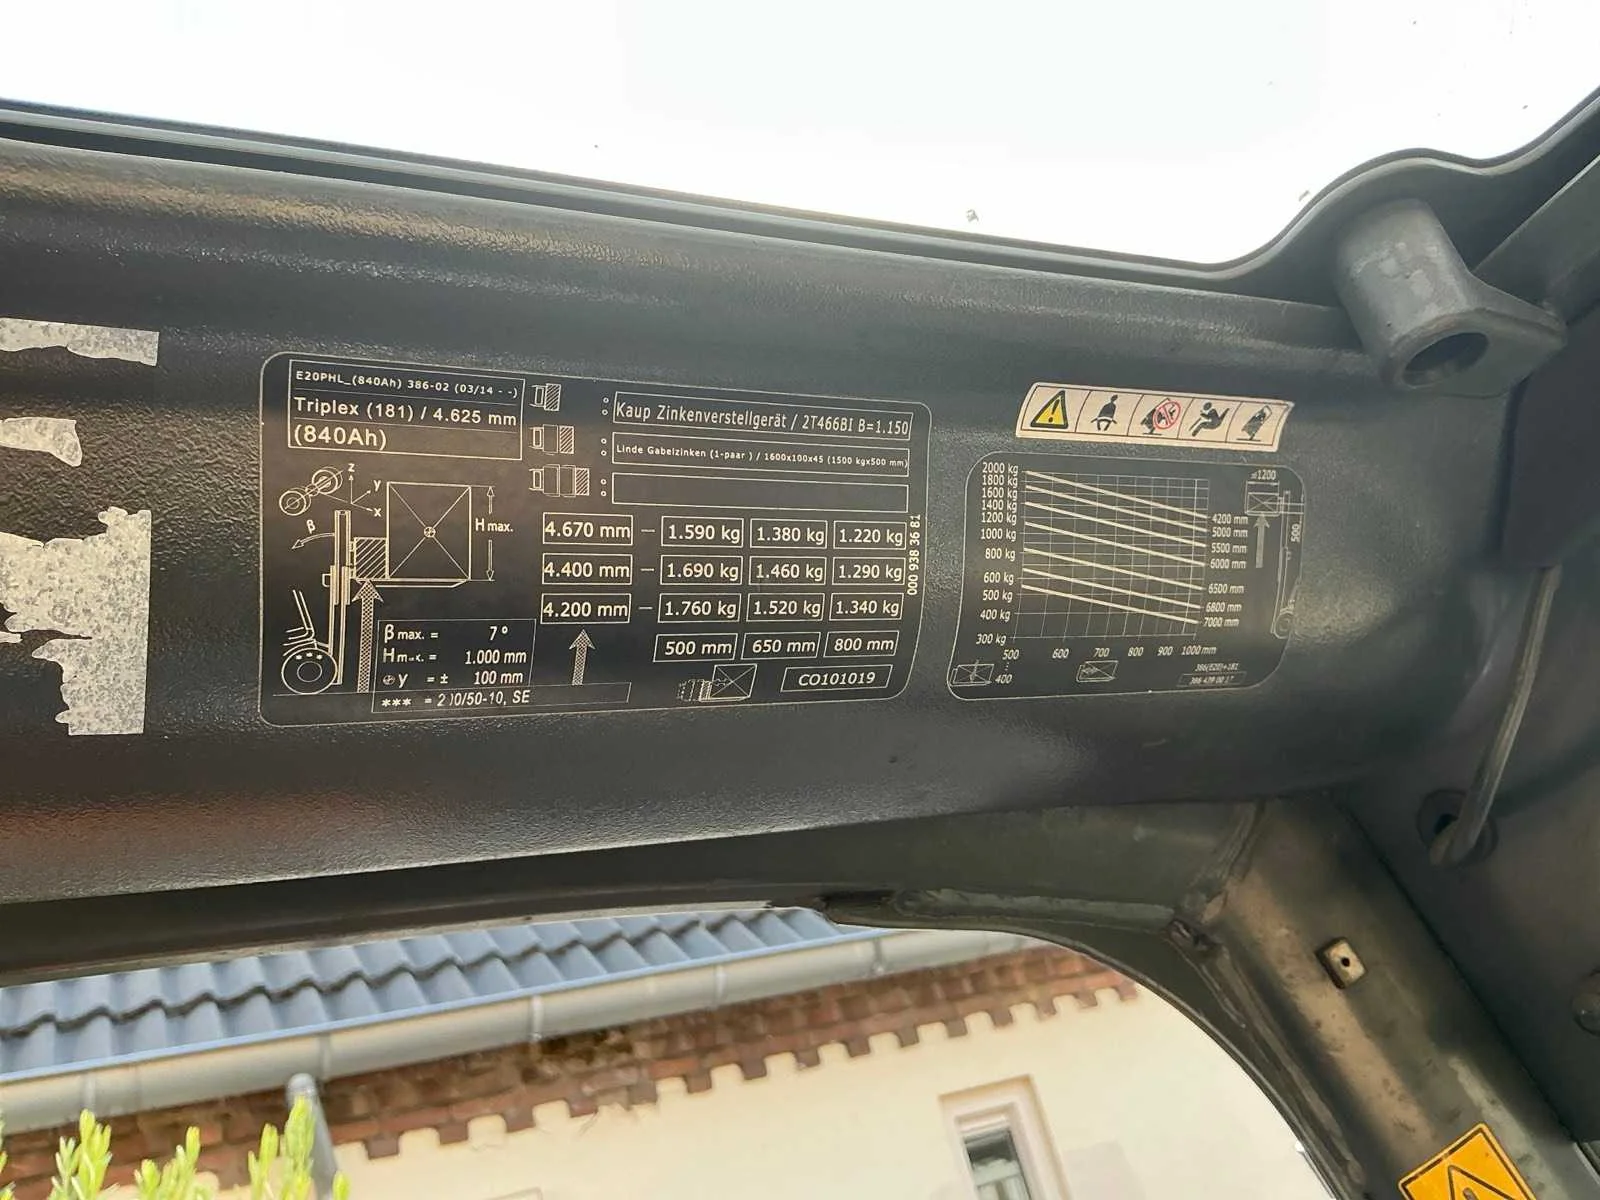 E20PHL_(840Ah) 386-02 (03/14 - -)
Triplex (181) / 4.625 mm
(840Ah)
Kaup Zinkenverstellgerät / 2T466BI B=1.150
Linde Gabelzinken (1-paar ) / 1600x100x45 (1500 kgx500 mm)
z
y
x
β
H max.
4.670 mm — 1.590 kg 1.380 kg 1.220 kg
4.400 mm — 1.690 kg 1.460 kg 1.290 kg
4.200 mm — 1.760 kg 1.520 kg 1.340 kg
500 mm 650 mm 800 mm
CO101019
000 938 36 81
β max. = 7°
H = 1.000 mm
y = ± 100 mm
*** = SE
2000 kg
1800 kg
1600 kg
1400 kg
1200 kg
1000 kg
800 kg
600 kg
500 kg
400 kg
300 kg
4200 mm
5000 mm
5500 mm
6000 mm
6500 mm
6800 mm
7000 mm
≤1200
500
500 600 700 800 900 1000 mm
400